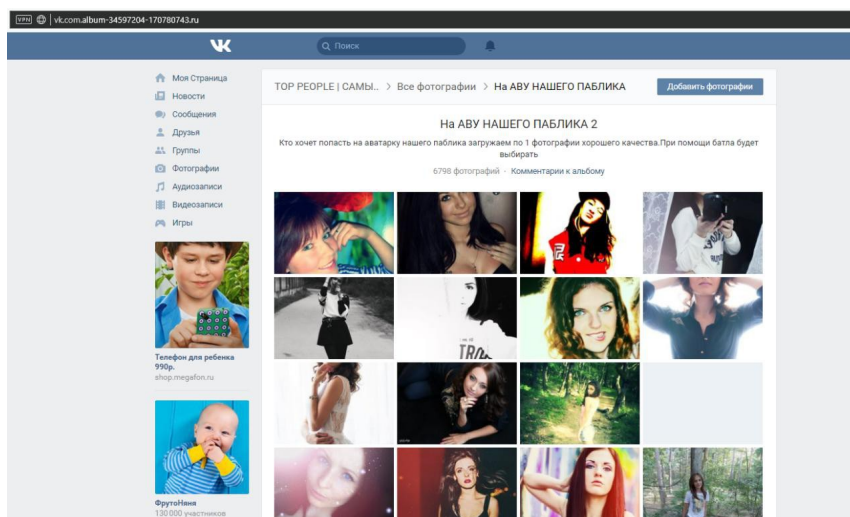 VPN vk.com.album-34597204-170780743.ru
VK
Поиск
Моя Страница
Новости
Сообщения
Друзья
Группы
Фотографии
Аудиозаписи
Видеозаписи
Игры
Телефон для ребенка
990р.
shop.megafon.ru
ФрутоНяня
130 000 участников
TOP PEOPLE | САМЫ.. > Все фотографии > На АВУ НАШЕГО ПАБЛИКА
Добавить фотографии
На АВУ НАШЕГО ПАБЛИКА 2
Кто хочет попасть на аватарку нашего паблика загружаем по 1 фотографии хорошего качества.При помощи батла будет
выбирать
6798 фотографий · Комментарии к альбому